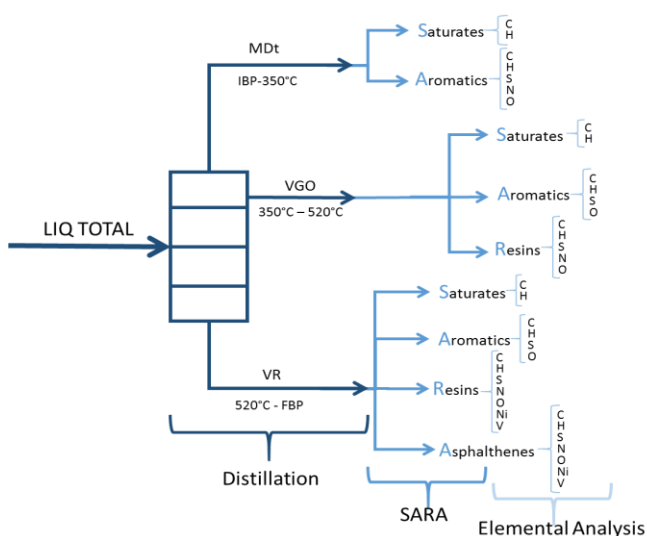 MDt
IBP-350°C
Saturates
C
H
Aromatics
C
H
S
N
O
LIQ TOTAL
VGO
350°C – 520°C
Saturates
C
H
Aromatics
C
H
S
O
Resins
C
H
S
N
O
VR
520°C - FBP
Saturates
C
H
Aromatics
C
H
S
O
Resins
C
H
S
N
O
Ni
V
Asphalthenes
C
H
S
N
O
Ni
V
Distillation
SARA
Elemental Analysis